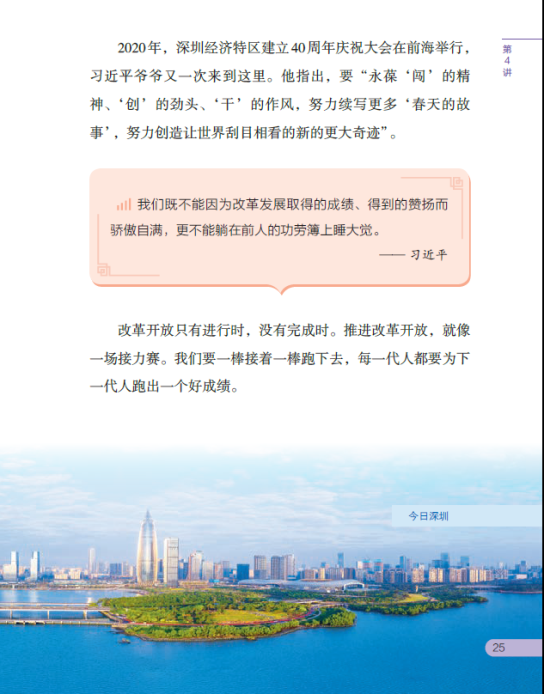 2020年，深圳经济特区建立40周年庆祝大会在前海举行，
习近平爷爷又一次来到这里。他指出，要“永葆‘闯’的精
神、‘创’的劲头、‘干’的作风，努力续写更多‘春天的故
事’，努力创造让世界刮目相看的新的更大奇迹”。
第4讲
我们既不能因为改革发展取得的成绩、得到的赞扬而
骄傲自满，更不能躺在前人的功劳簿上睡大觉。
—— 习近平
改革开放只有进行时，没有完成时。推进改革开放，就像
一场接力赛。我们要一棒接着一棒跑下去，每一代人都要为下
一代人跑出一个好成绩。
今日深圳
25